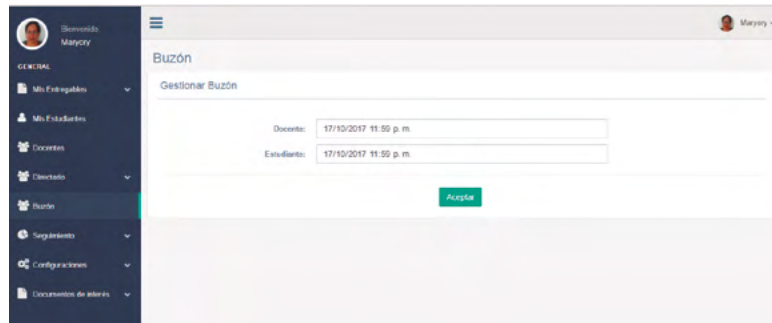 Bienvenido,
Marycry
GENERAL
Mis Entregables
Mis Estudiantes
Docentes
Directorio
Buzón
Seguimiento
Configuraciones
Documentos de interés
Marycry
Buzón
Gestionar Buzón
Docente: 17/10/2017 11:59 p. m.
Estudiante: 17/10/2017 11:59 p. m.
Aceptar